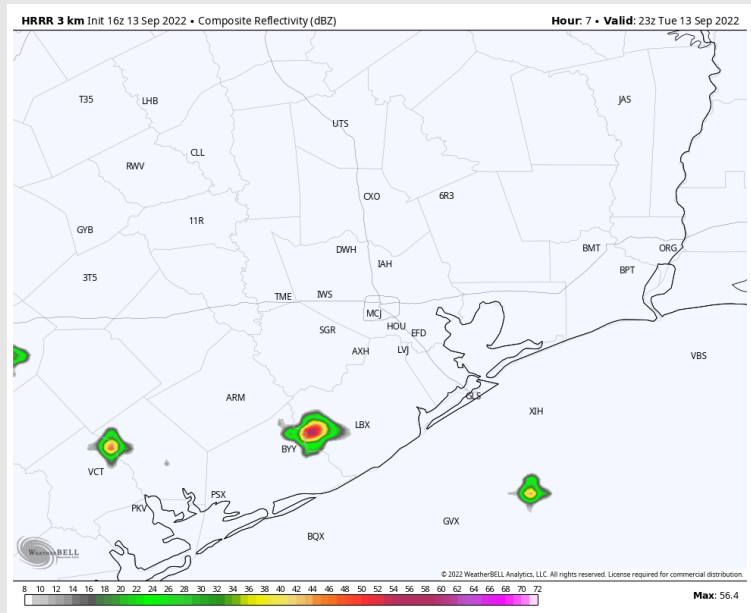 HRRR 3 km Init 16z 13 Sep 2022 • Composite Reflectivity (dBZ)
Hour: 7 • Valid: 23z Tue 13 Sep 2022
T35
LHB
JAS
UTS
CLL
RWV
CXO
6R3
11R
GYB
DWH
BMT
ORG
IAH
BPT
3T5
TME
IWS
MCJ
SGR
HOU
EFD
AXH
LVJ
VBS
ARM
GLS
XIH
LBX
BYY
VCT
PSX
PKV
GVX
BQX
WeatherBELL
© 2022 WeatherBELL Analytics, LLC. All rights reserved. License required for commercial distribution.
8 10 12 14 16 18 20 22 24 26 28 30 32 34 36 38 40 42 44 46 48 50 52 54 56 58 60 62 64 66 68 70 72
Max: 56.4